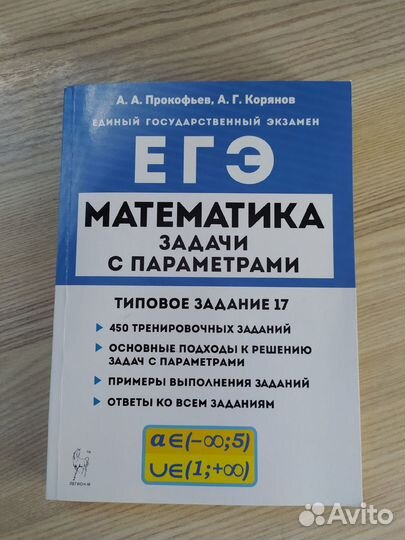 А. А. Прокофьев, А. Г. Корянов
ЕДИНЫЙ ГОСУДАРСТВЕННЫЙ ЭКЗАМЕН
ЕГЭ
МАТЕМАТИКА
ЗАДАЧИ
С ПАРАМЕТРАМИ
ТИПОВОЕ ЗАДАНИЕ 17
450 ТРЕНИРОВОЧНЫХ ЗАДАНИЙ
ОСНОВНЫЕ ПОДХОДЫ К РЕШЕНИЮ
ЗАДАЧ С ПАРАМЕТРАМИ
ПРИМЕРЫ ВЫПОЛНЕНИЯ ЗАДАНИЙ
ОТВЕТЫ КО ВСЕМ ЗАДАНИЯМ
a∈(-∞;5)
∪∈(1;+∞)
ЛЕГИОН-М
Avito